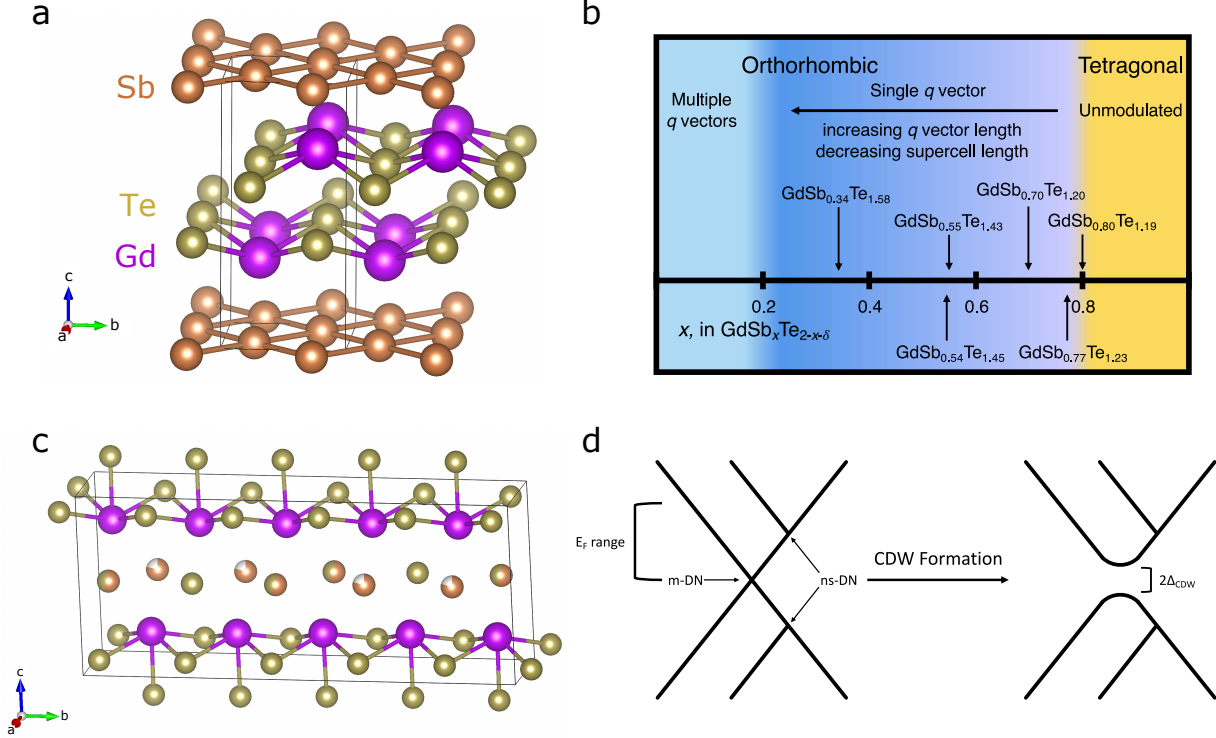 a
Sb
Te
Gd
c
b
a
b
Orthorhombic
Tetragonal
Multiple
q vectors
Single q vector
Unmodulated
increasing q vector length
decreasing supercell length
GdSb0.34Te1.58
GdSb0.70Te1.20
GdSb0.55Te1.43
GdSb0.80Te1.19
0.2
0.4
0.6
0.8
x, in GdSbxTe2-x-δ
GdSb0.54Te1.45
GdSb0.77Te1.23
c
c
b
a
d
EF range
m-DN
ns-DN
CDW Formation
2ΔCDW